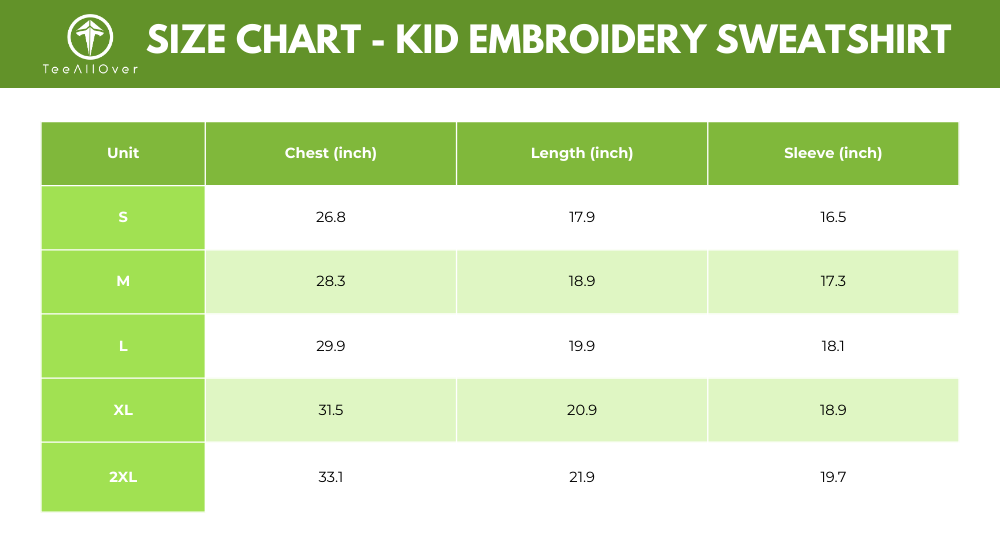 TeeAllOver
SIZE CHART - KID EMBROIDERY SWEATSHIRT
Unit Chest (inch) Length (inch) Sleeve (inch)
S 26.8 17.9 16.5
M 28.3 18.9 17.3
L 29.9 19.9 18.1
XL 31.5 20.9 18.9
2XL 33.1 21.9 19.7